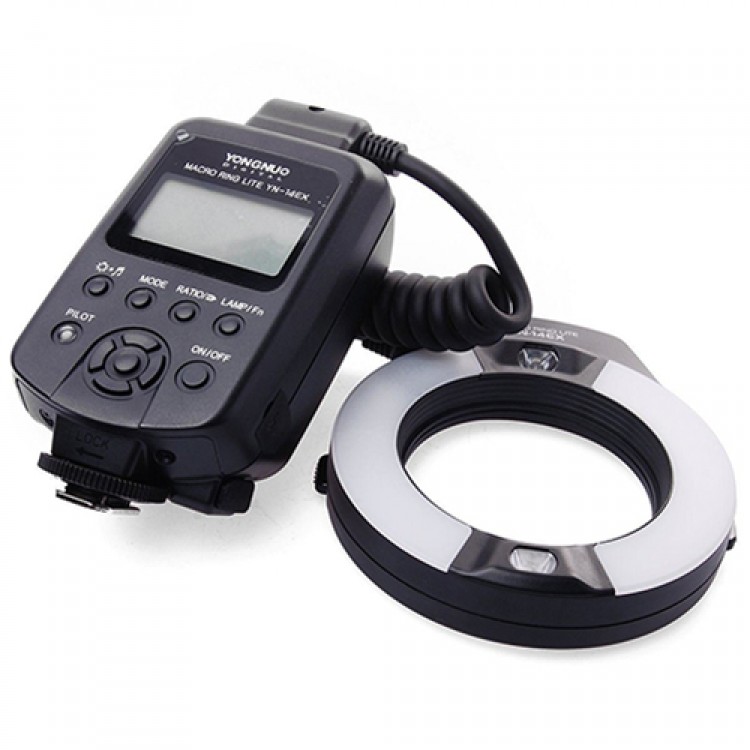 YONGNUO
DIGITAL
MACRO RING LITE YN-14EX
MODE
RATIO/
LAMP/Fn
PILOT
ON/OFF
LOCK
RING LITE
14EX